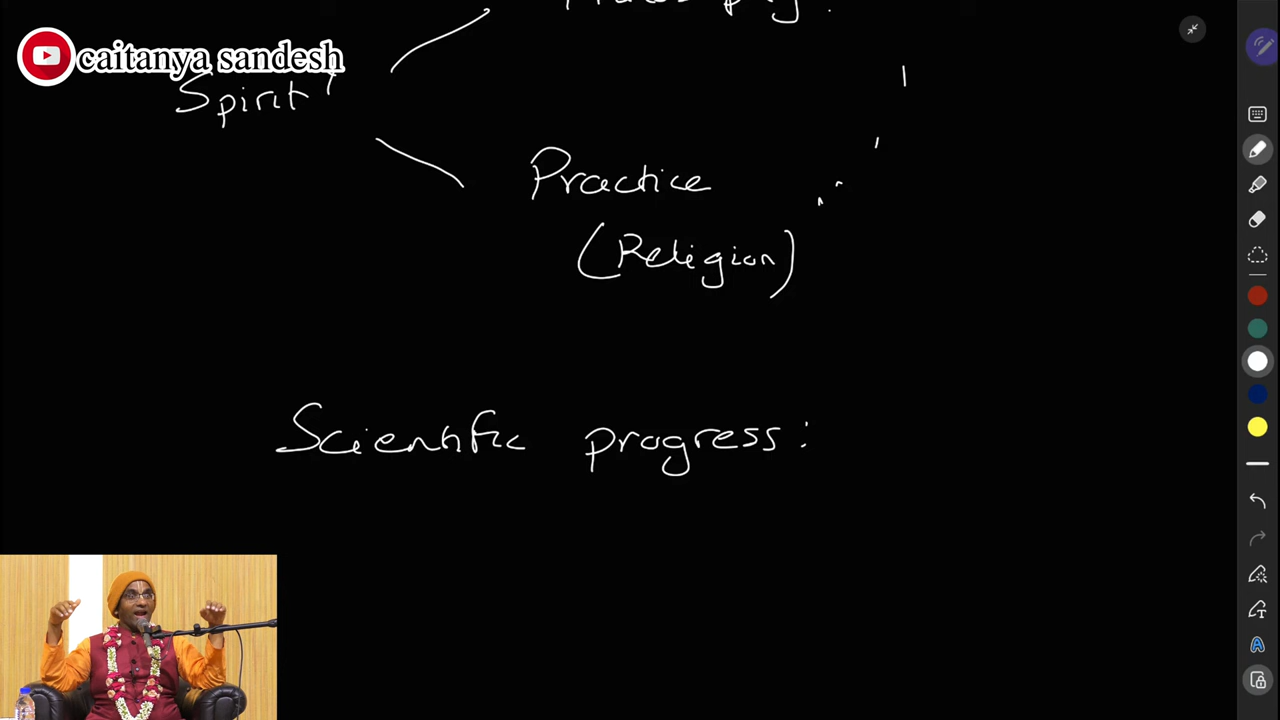 caitanya sandesh
Spirit
Practice
(Religion)
Scientific progress: